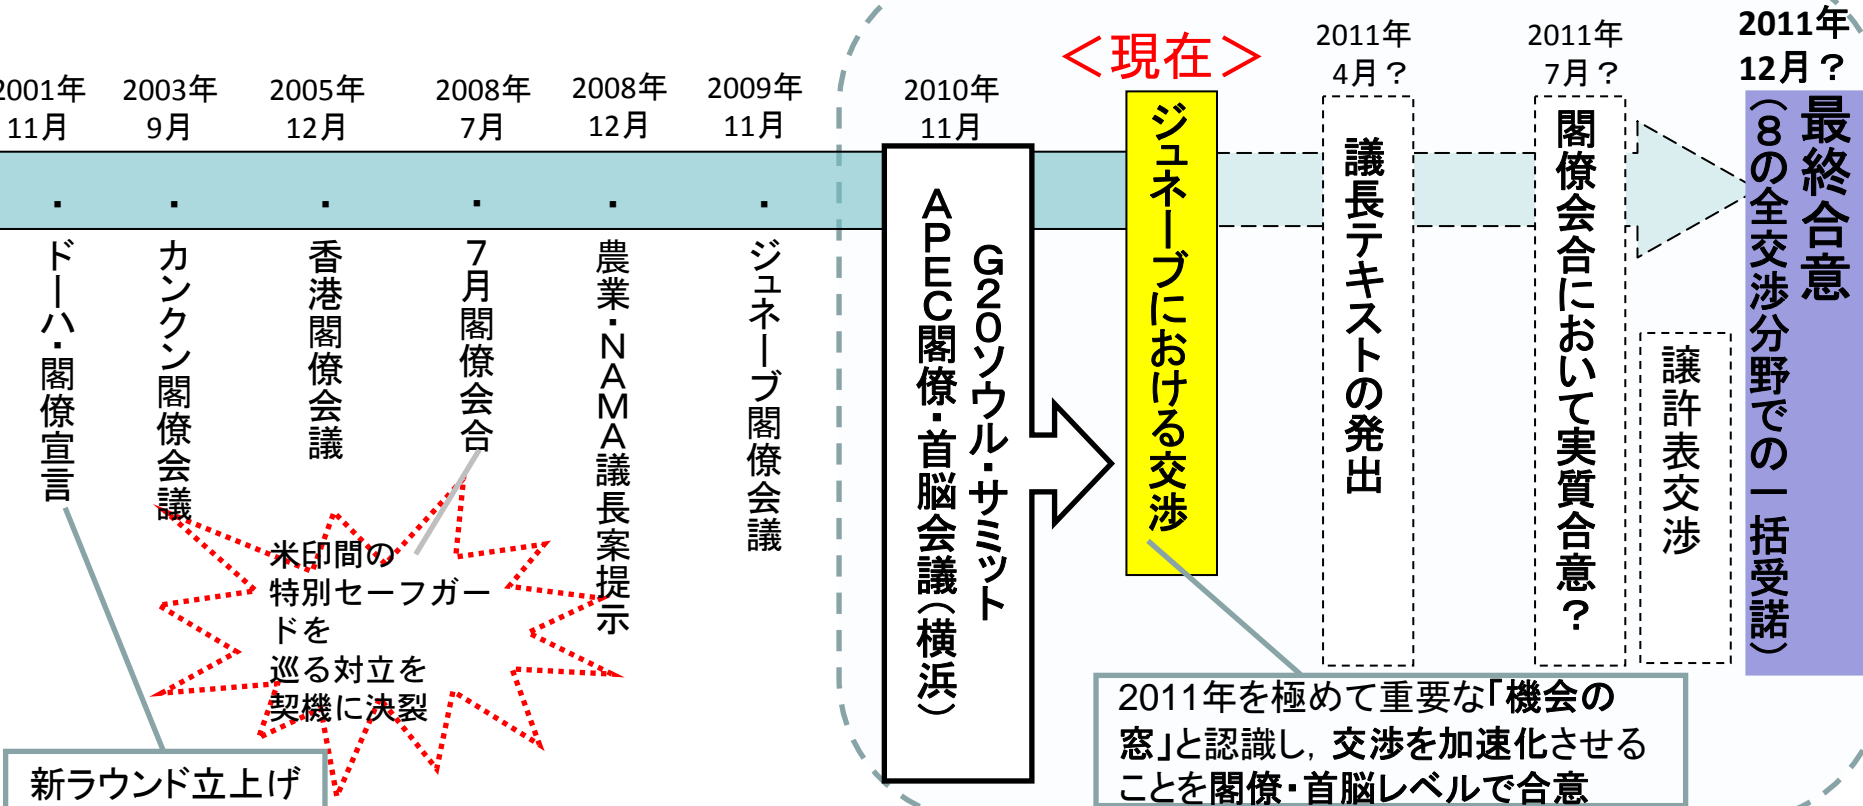 2001年
11月
2003年
9月
2005年
12月
2008年
7月
2008年
12月
2009年
11月
2010年
11月
＜現在＞
2011年
4月？
2011年
7月？
2011年
12月？
ドーハ・閣僚宣言
カンクン閣僚会議
香港閣僚会議
７月閣僚会合
農業・ＮＡＭＡ議長案提示
ジュネーブ閣僚会議
Ｇ２０ソウル・サミット
ＡＰＥＣ閣僚・首脳会議（横浜）
ジュネーブにおける交渉
議長テキストの発出
閣僚会合において実質合意？
譲許表交渉
最終合意
（８の全交渉分野での一括受諾）
米印間の
特別セーフガー
ドを
巡る対立を
契機に決裂
新ラウンド立上げ
2011年を極めて重要な「機会の
窓」と認識し，交渉を加速化させる
ことを閣僚・首脳レベルで合意